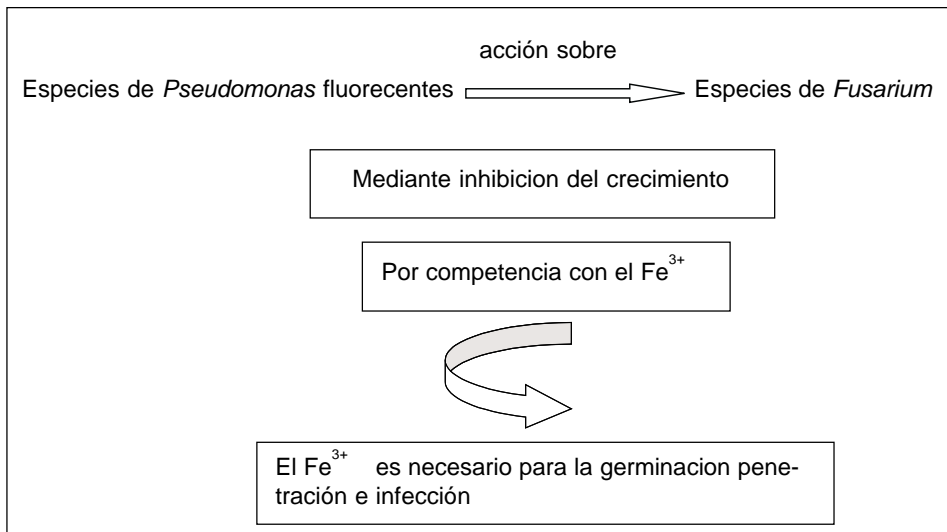 acción sobre
Especies de Pseudomonas fluorecentes Especies de Fusarium
Mediante inhibicion del crecimiento
Por competencia con el Fe³⁺
El Fe³⁺ es necesario para la germinacion pene-
tración e infección